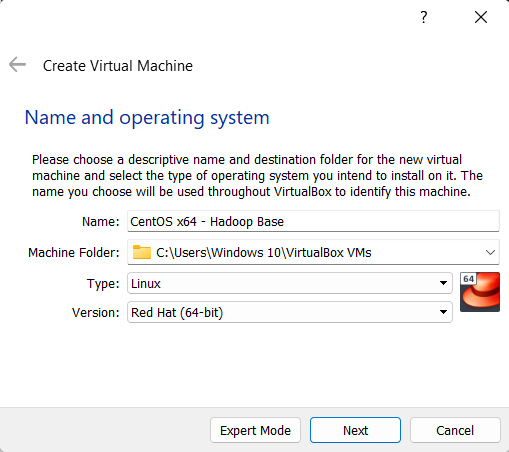 ?
Create Virtual Machine
Name and operating system
Please choose a descriptive name and destination folder for the new virtual
machine and select the type of operating system you intend to install on it. The
name you choose will be used throughout VirtualBox to identify this machine.
Name: CentOS x64 - Hadoop Base
Machine Folder: C:\Users\Windows 10\VirtualBox VMs
Type: Linux 64
Version: Red Hat (64-bit)
Expert Mode Next Cancel